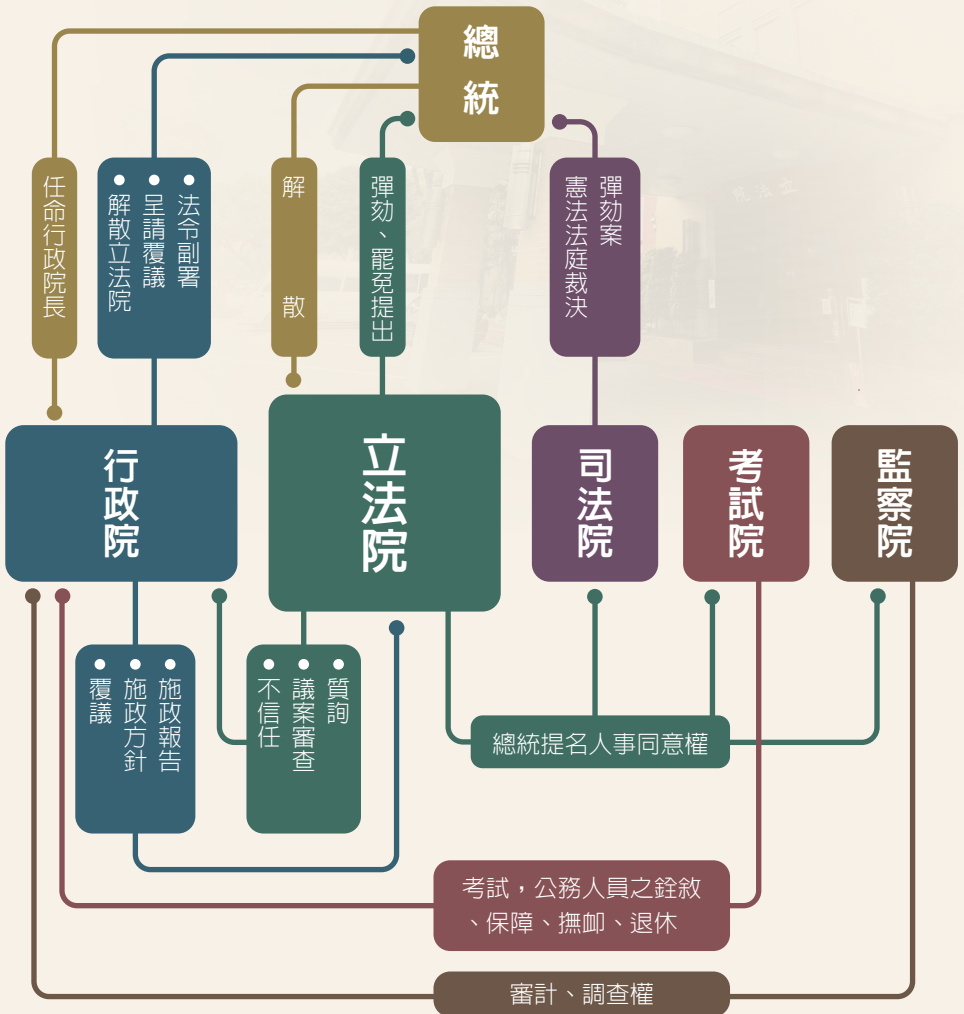 總統
任命行政院長
法令副署
呈請覆議
解散立法院
解散
彈劾、罷免提出
彈劾案
憲法法庭裁決
行政院
立法院
司法院
考試院
監察院
施政報告
施政方針
覆議
質詢
議案審查
不信任
總統提名人事同意權
考試，公務人員之銓敘
、保障、撫卹、退休
審計、調查權